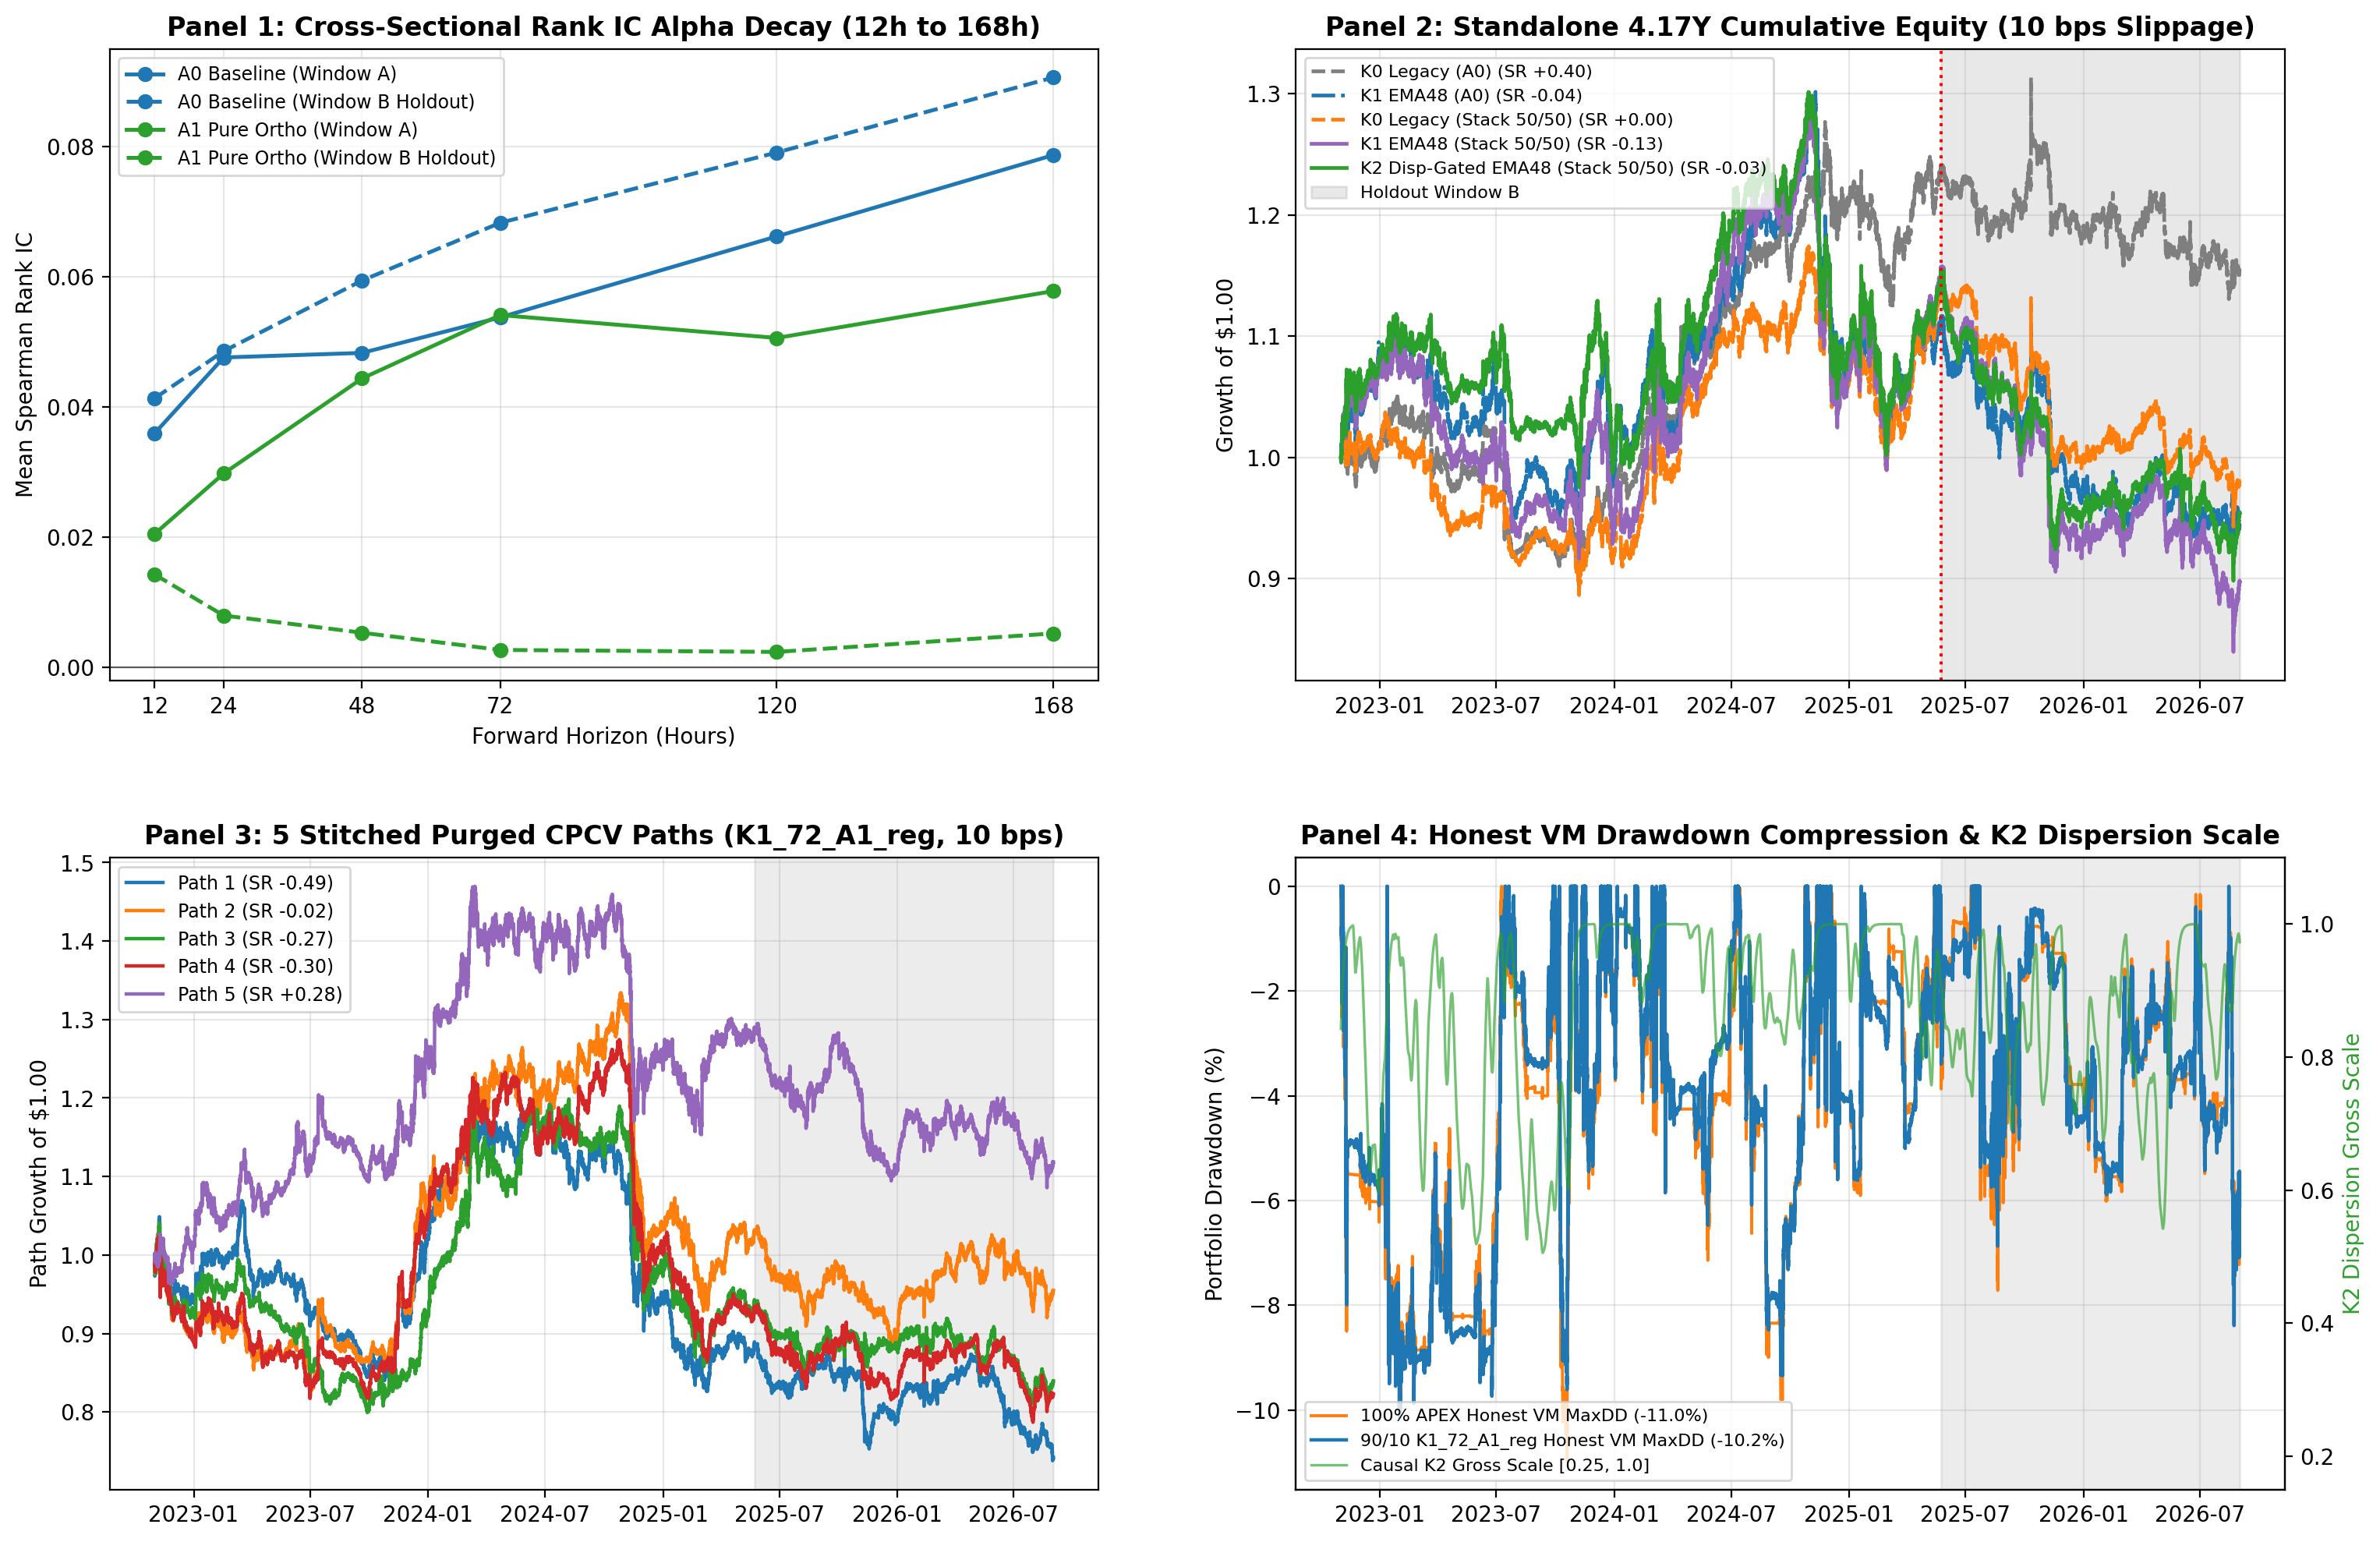 Panel 1: Cross-Sectional Rank IC Alpha Decay (12h to 168h)
A0 Baseline (Window A)
A0 Baseline (Window B Holdout)
A1 Pure Ortho (Window A)
A1 Pure Ortho (Window B Holdout)
Mean Spearman Rank IC
0.08
0.06
0.04
0.02
0.00
12
24
48
72
120
168
Forward Horizon (Hours)
Panel 2: Standalone 4.17Y Cumulative Equity (10 bps Slippage)
K0 Legacy (A0) (SR +0.40)
K1 EMA48 (A0) (SR -0.04)
K0 Legacy (Stack 50/50) (SR +0.00)
K1 EMA48 (Stack 50/50) (SR -0.13)
K2 Disp-Gated EMA48 (Stack 50/50) (SR -0.03)
Holdout Window B
Growth of $1.00
1.3
1.2
1.1
1.0
0.9
2023-01
2023-07
2024-01
2024-07
2025-01
2025-07
2026-01
2026-07
Panel 3: 5 Stitched Purged CPCV Paths (K1_72_A1_reg, 10 bps)
Path 1 (SR -0.49)
Path 2 (SR -0.02)
Path 3 (SR -0.27)
Path 4 (SR -0.30)
Path 5 (SR +0.28)
Path Growth of $1.00
1.5
1.4
1.3
1.2
1.1
1.0
0.9
0.8
2023-01
2023-07
2024-01
2024-07
2025-01
2025-07
2026-01
2026-07
Panel 4: Honest VM Drawdown Compression & K2 Dispersion Scale
Portfolio Drawdown (%)
0
−2
−4
−6
−8
−10
100% APEX Honest VM MaxDD (-11.0%)
90/10 K1_72_A1_reg Honest VM MaxDD (-10.2%)
Causal K2 Gross Scale [0.25, 1.0]
1.0
0.8
0.6
0.4
0.2
K2 Dispersion Gross Scale
2023-01
2023-07
2024-01
2024-07
2025-01
2025-07
2026-01
2026-07